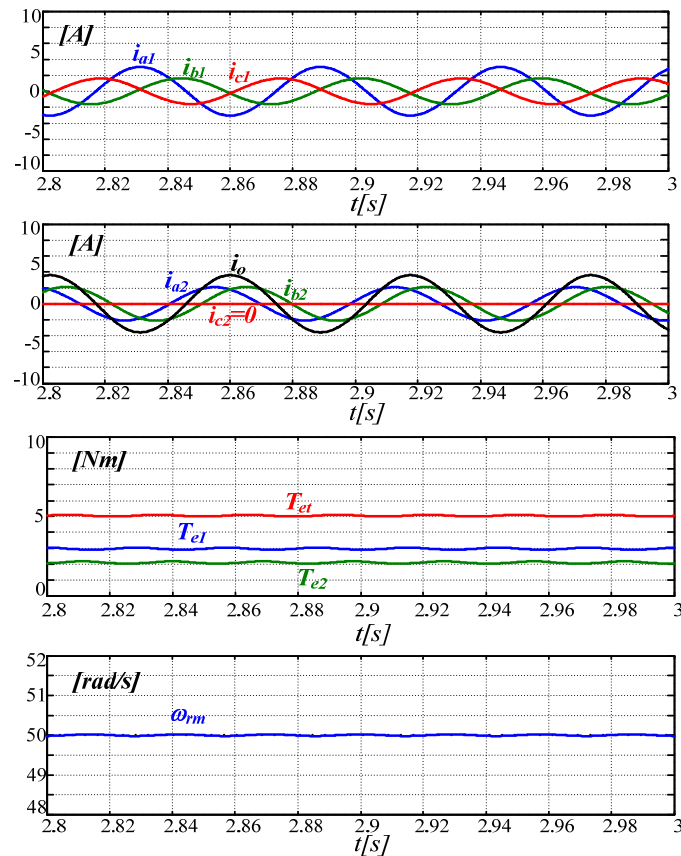 10
[A]
i_a1
i_b1
i_c1
5
0
-5
-10
2.8 2.82 2.84 2.86 2.88 2.9 2.92 2.94 2.96 2.98 3
t[s]
10
[A]
i_a2
i_o
i_b2
5
0
i_c2=0
-5
-10
2.8 2.82 2.84 2.86 2.88 2.9 2.92 2.94 2.96 2.98 3
t[s]
10
[Nm]
T_et
5
T_e1
T_e2
0
2.8 2.82 2.84 2.86 2.88 2.9 2.92 2.94 2.96 2.98 3
t[s]
52
[rad/s]
51
ω_rm
50
49
48
2.8 2.82 2.84 2.86 2.88 2.9 2.92 2.94 2.96 2.98 3
t[s]